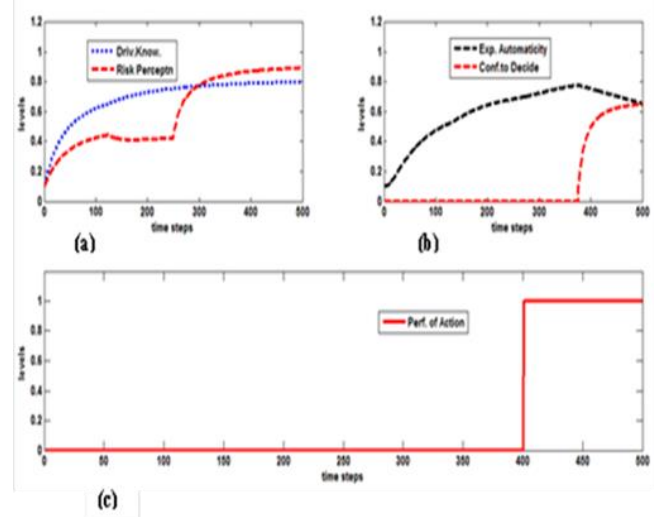 1.2
1
0.8
0.6
0.4
0.2
0
levels
Driv.Know.
Risk Perceptn
0 100 200 300 400 500
time steps
(a)
1.2
1
0.8
0.6
0.4
0.2
0
levels
Exp. Automaticity
Conf.to Decide
0 100 200 300 400 500
time steps
(b)
1
0.8
0.6
0.4
0.2
0
levels
Perf. of Action
0 50 100 150 200 250 300 350 400 450 500
time steps
(c)